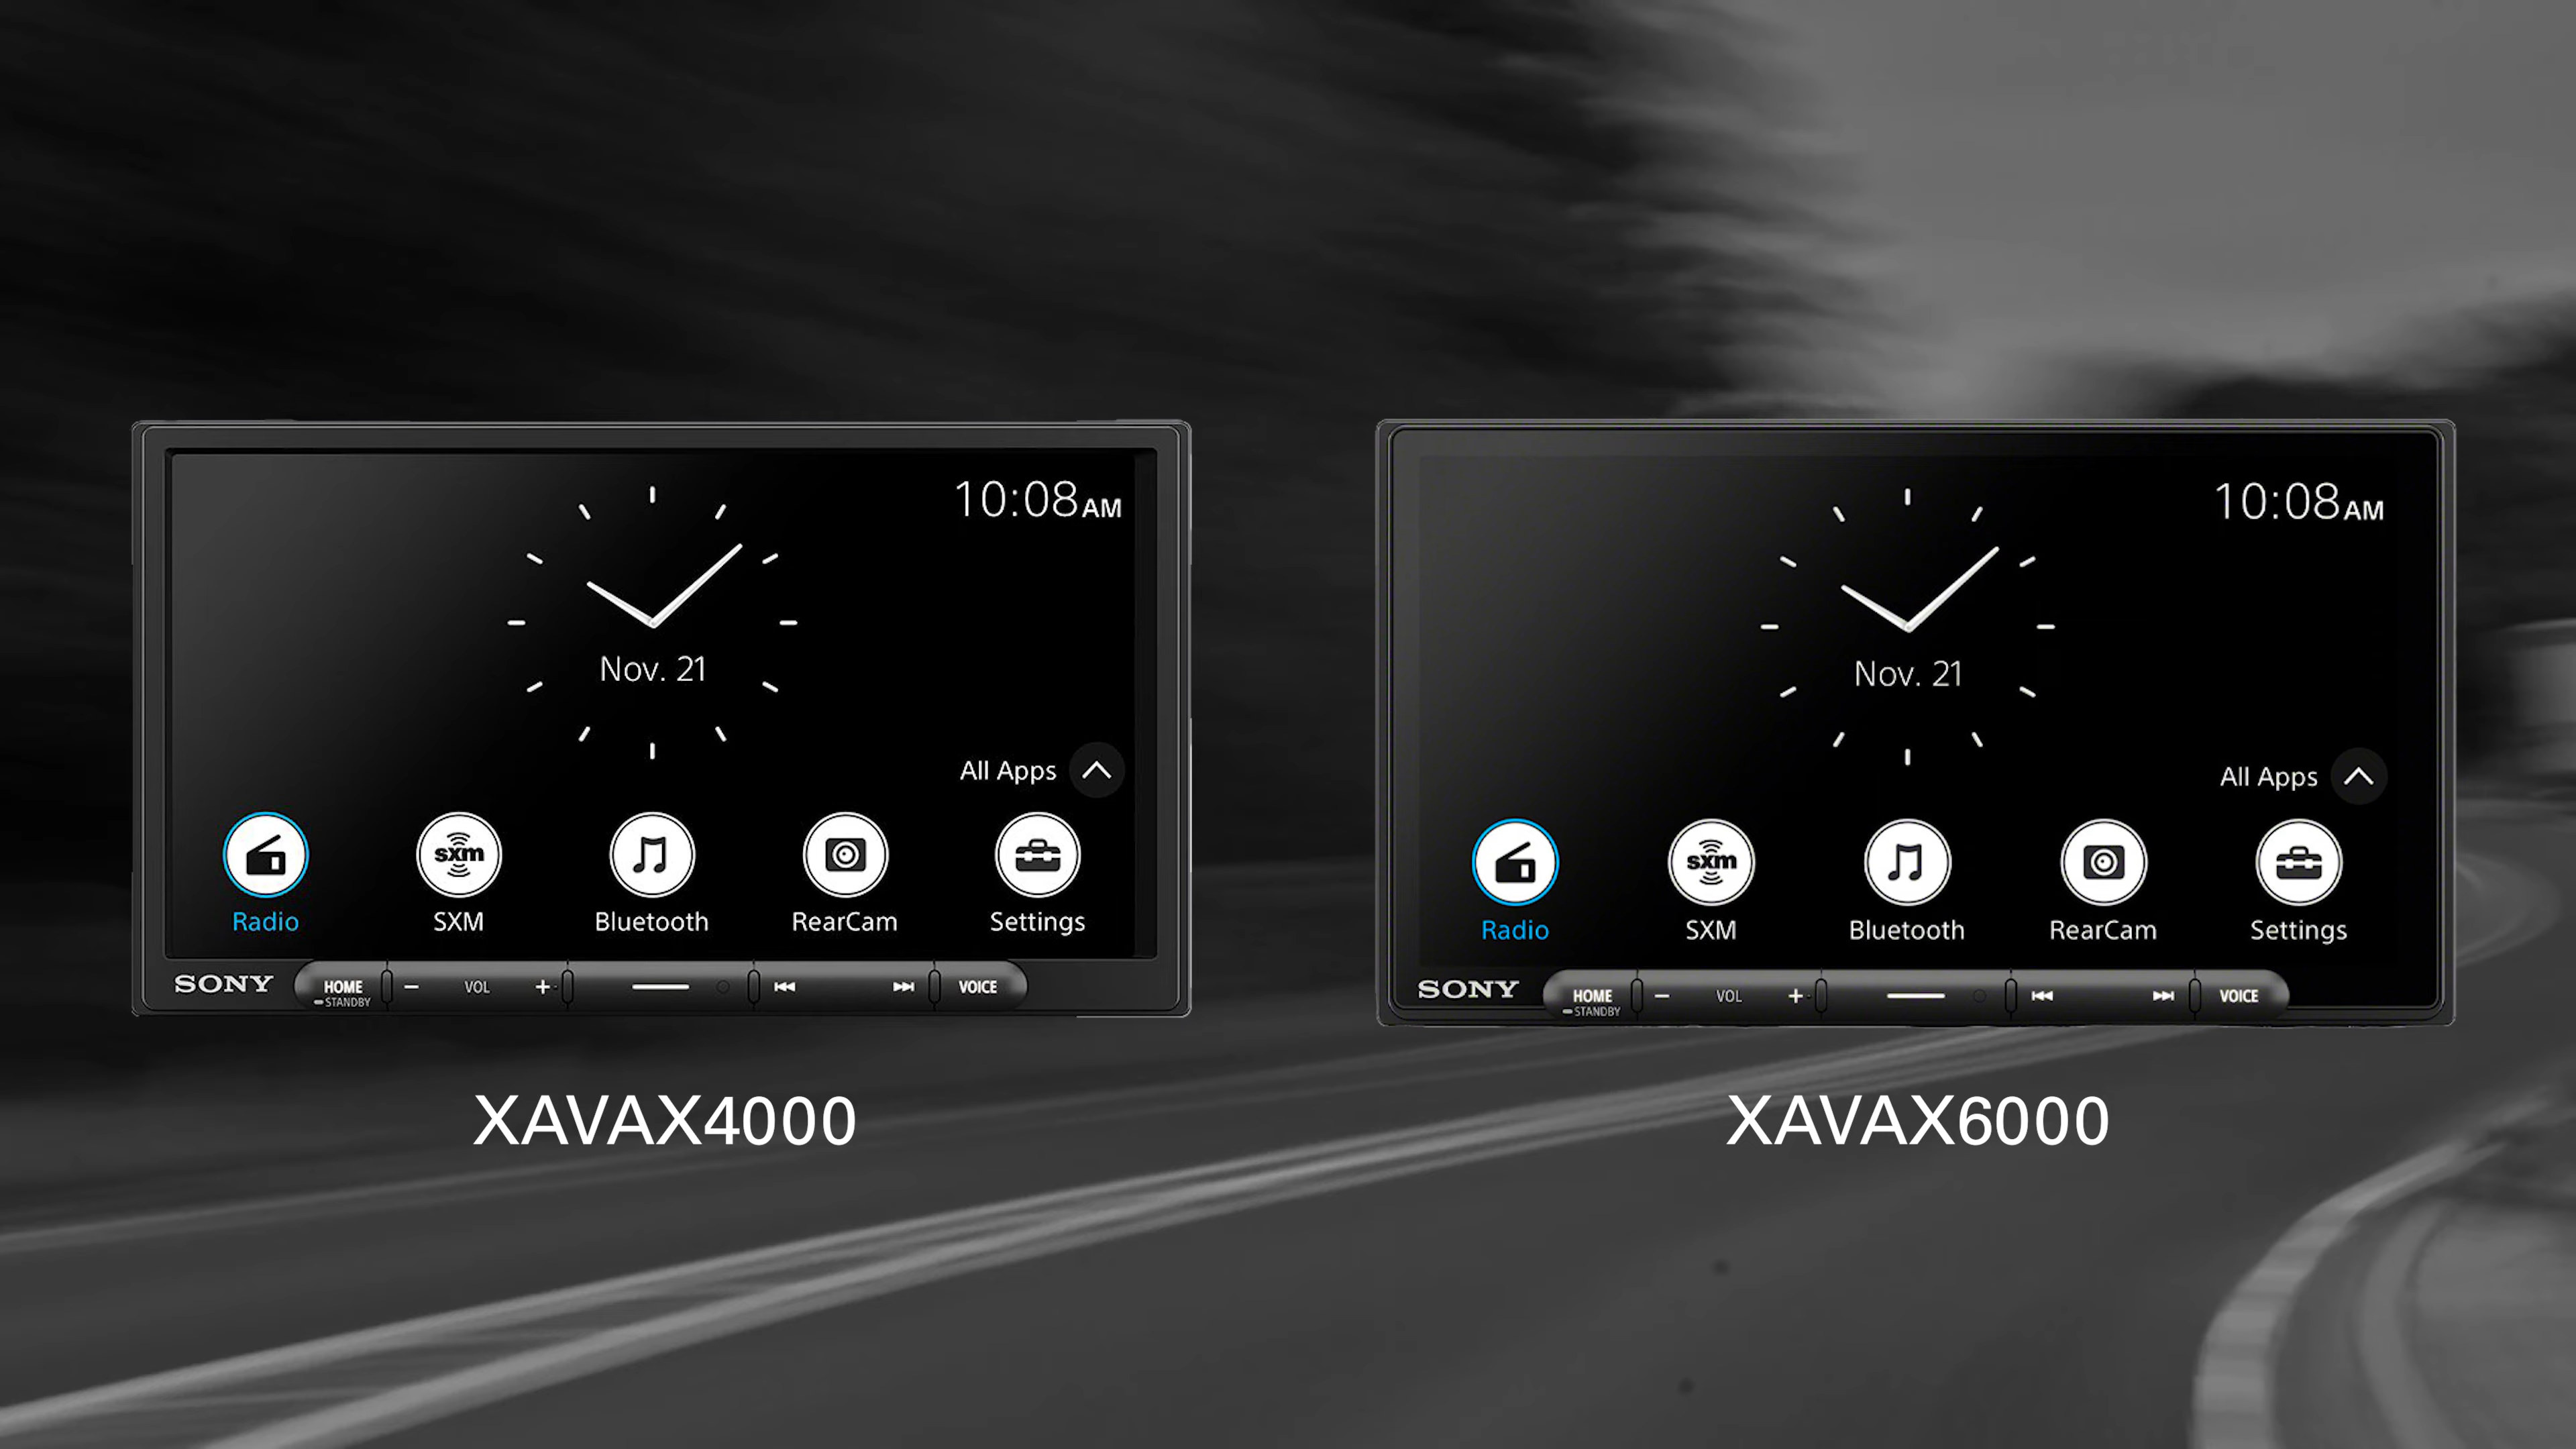 10:08AM
Nov. 21
All Apps
Radio
sxm
SXM
Bluetooth
RearCam
Settings
SONY
HOME
STANDBY
VOL
VOICE
XAVAX4000
10:08AM
Nov. 21
All Apps
Radio
sxm
SXM
Bluetooth
RearCam
Settings
SONY
HOME
STANDBY
VOL
VOICE
XAVAX6000